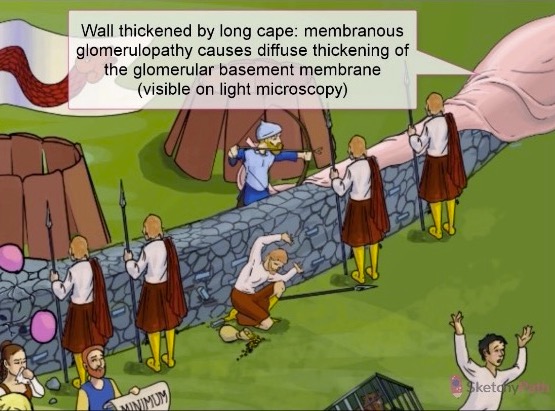 Wall thickened by long cape: membranous
glomerulopathy causes diffuse thickening of
the glomerular basement membrane
(visible on light microscopy)
MINIMUM
SketchyPath